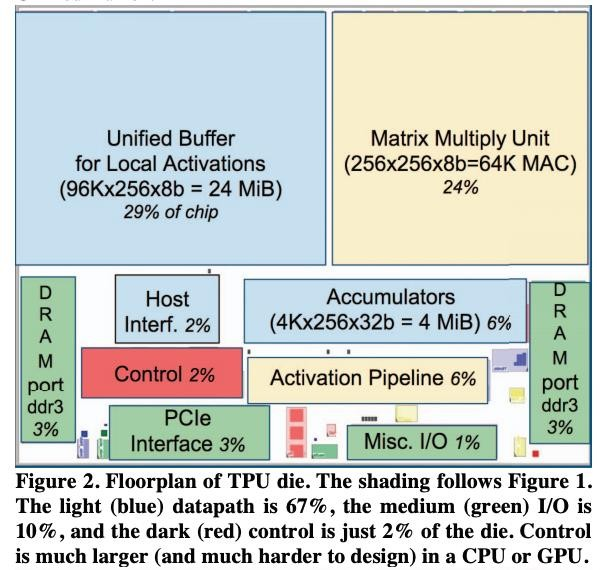 Unified Buffer
for Local Activations
(96Kx256x8b = 24 MiB)
29% of chip
Matrix Multiply Unit
(256x256x8b=64K MAC)
24%
D
R
A
M
port
ddr3
3%
Host
Interf. 2%
Accumulators
(4Kx256x32b = 4 MiB) 6%
D
R
A
M
port
ddr3
3%
Control 2%
Activation Pipeline 6%
PCIe
Interface 3%
Misc. I/O 1%
Figure 2. Floorplan of TPU die. The shading follows Figure 1.
The light (blue) datapath is 67%, the medium (green) I/O is
10%, and the dark (red) control is just 2% of the die. Control
is much larger (and much harder to design) in a CPU or GPU.